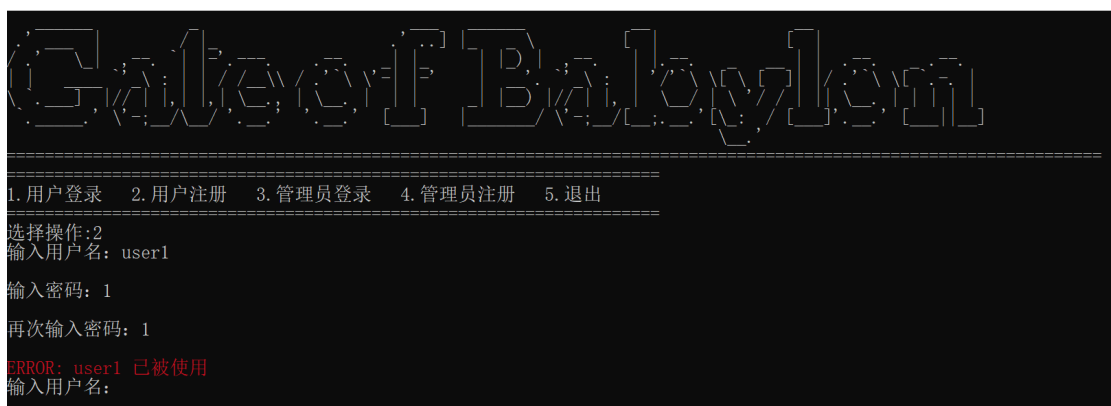 Gate of Babylon
1.用户登录 2.用户注册 3.管理员登录 4.管理员注册 5.退出
选择操作:2
输入用户名：user1
输入密码：1
再次输入密码：1
ERROR: user1 已被使用
输入用户名：